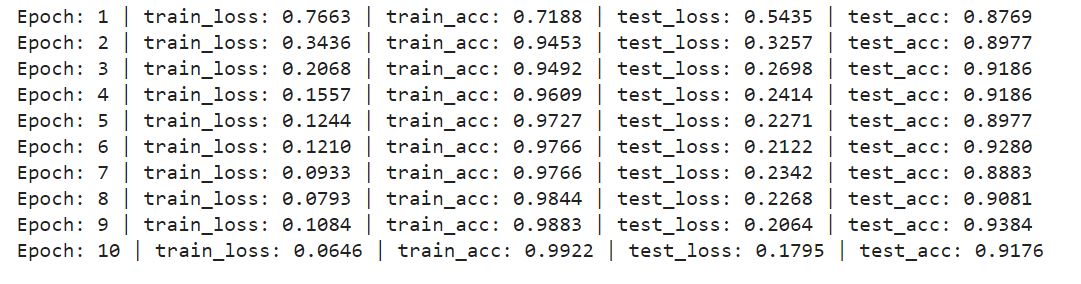 Epoch: 1 | train_loss: 0.7663 | train_acc: 0.7188 | test_loss: 0.5435 | test_acc: 0.8769
Epoch: 2 | train_loss: 0.3436 | train_acc: 0.9453 | test_loss: 0.3257 | test_acc: 0.8977
Epoch: 3 | train_loss: 0.2068 | train_acc: 0.9492 | test_loss: 0.2698 | test_acc: 0.9186
Epoch: 4 | train_loss: 0.1557 | train_acc: 0.9609 | test_loss: 0.2414 | test_acc: 0.9186
Epoch: 5 | train_loss: 0.1244 | train_acc: 0.9727 | test_loss: 0.2271 | test_acc: 0.8977
Epoch: 6 | train_loss: 0.1210 | train_acc: 0.9766 | test_loss: 0.2122 | test_acc: 0.9280
Epoch: 7 | train_loss: 0.0933 | train_acc: 0.9766 | test_loss: 0.2342 | test_acc: 0.8883
Epoch: 8 | train_loss: 0.0793 | train_acc: 0.9844 | test_loss: 0.2268 | test_acc: 0.9081
Epoch: 9 | train_loss: 0.1084 | train_acc: 0.9883 | test_loss: 0.2064 | test_acc: 0.9384
Epoch: 10 | train_loss: 0.0646 | train_acc: 0.9922 | test_loss: 0.1795 | test_acc: 0.9176